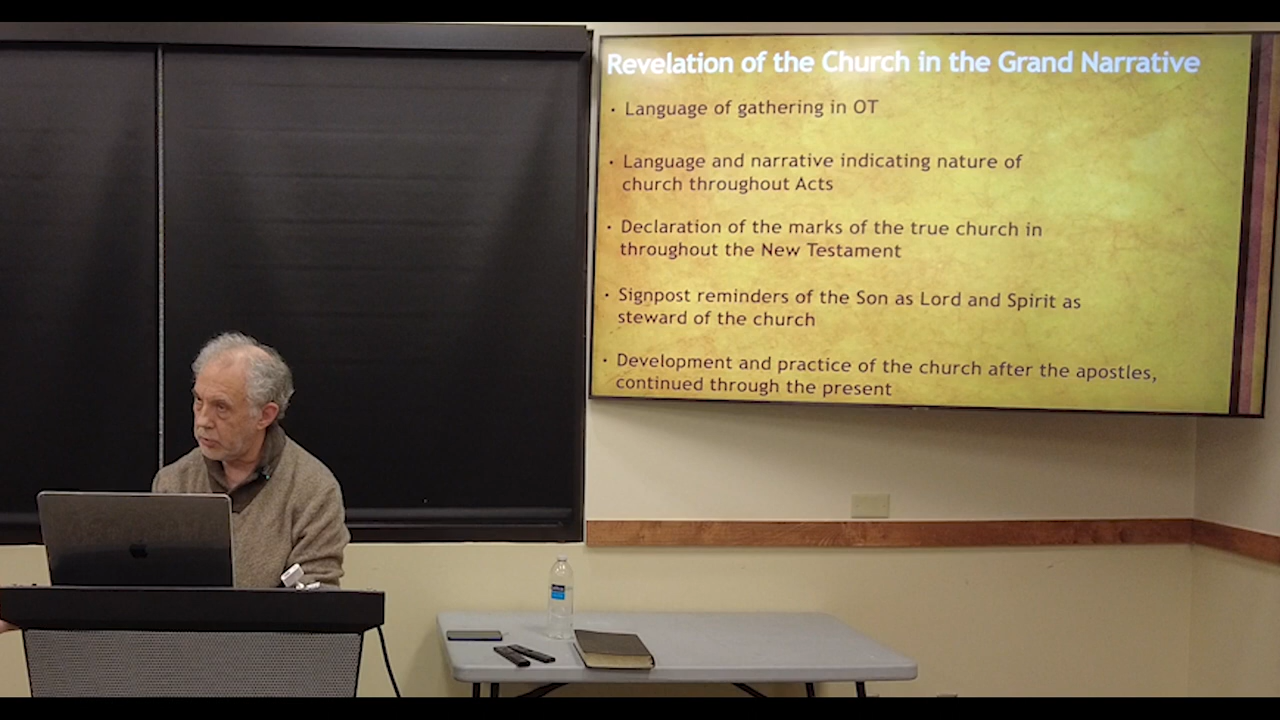 Revelation of the Church in the Grand Narrative
· Language of gathering in OT
· Language and narrative indicating nature of
church throughout Acts
· Declaration of the marks of the true church in
throughout the New Testament
· Signpost reminders of the Son as Lord and Spirit as
steward of the church
· Development and practice of the church after the apostles,
continued through the present